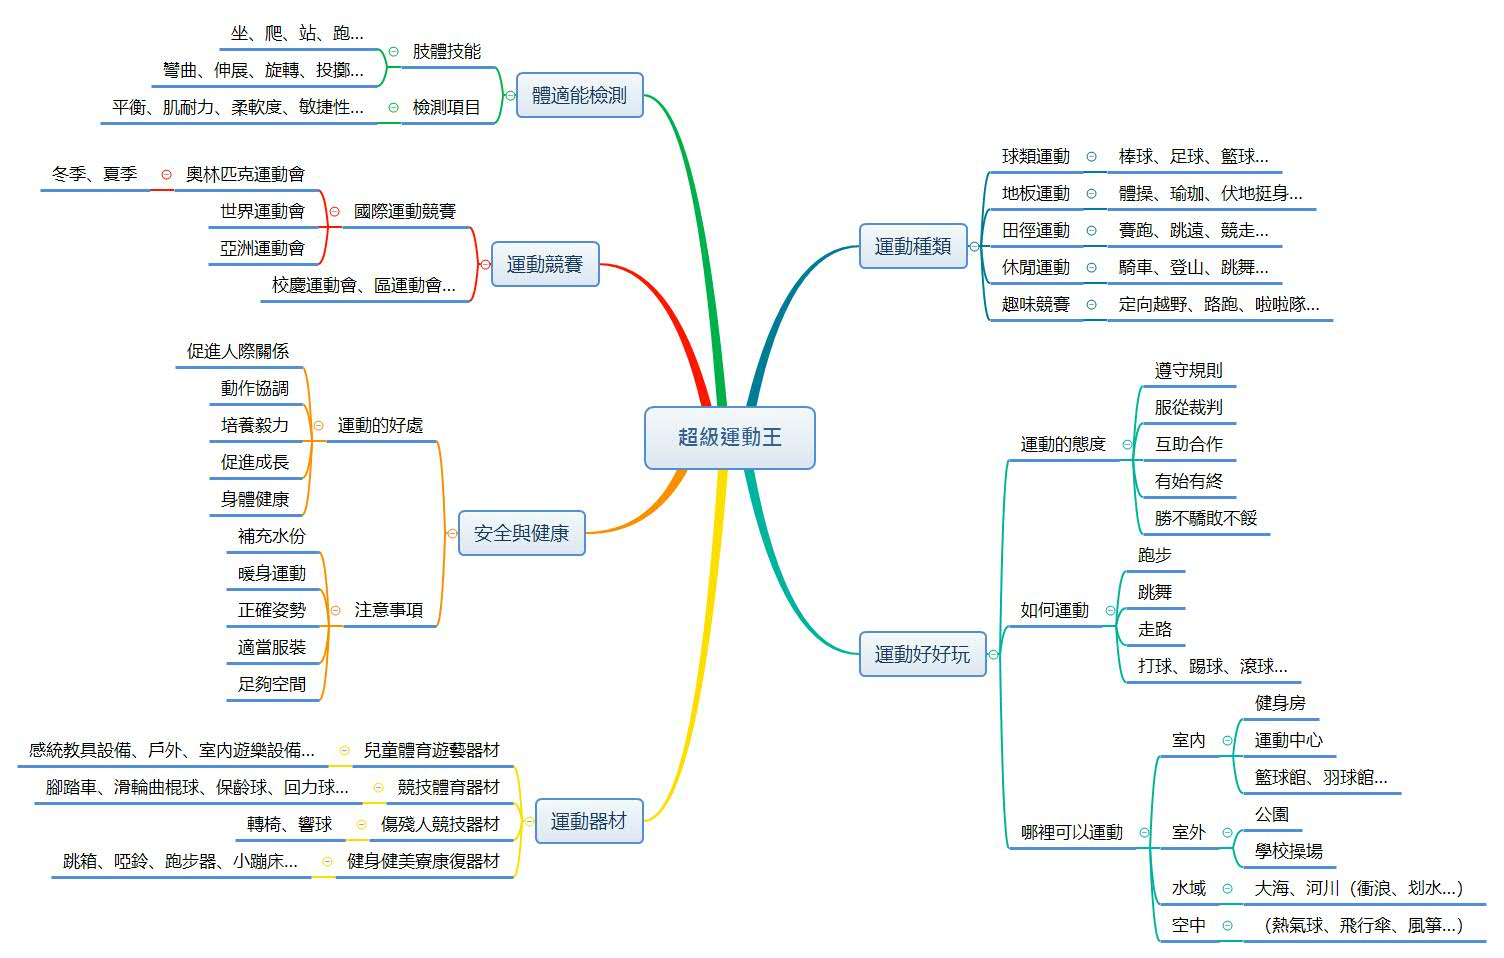 超級運動王
體適能檢測
肢體技能
坐、爬、站、跑...
彎曲、伸展、旋轉、投擲...
檢測項目
平衡、肌耐力、柔軟度、敏捷性...
運動競賽
國際運動競賽
奧林匹克運動會
冬季、夏季
世界運動會
亞洲運動會
校慶運動會、區運動會...
安全與健康
運動的好處
促進人際關係
動作協調
培養毅力
促進成長
身體健康
注意事項
補充水份
暖身運動
正確姿勢
適當服裝
足夠空間
運動器材
兒童體育遊藝器材
感統教具設備、戶外、室內遊樂設備...
競技體育器材
腳踏車、滑輪曲棍球、保齡球、回力球...
傷殘人競技器材
轉椅、響球
健身健美寮康復器材
跳箱、啞鈴、跑步器、小蹦床...
運動種類
球類運動
棒球、足球、籃球...
地板運動
體操、瑜珈、伏地挺身...
田徑運動
賽跑、跳遠、競走...
休閒運動
騎車、登山、跳舞...
趣味競賽
定向越野、路跑、啦啦隊...
運動好好玩
運動的態度
遵守規則
服從裁判
互助合作
有始有終
勝不驕敗不餒
如何運動
跑步
跳舞
走路
打球、踢球、滾球...
哪裡可以運動
室內
健身房
運動中心
籃球館、羽球館...
室外
公園
學校操場
水域
大海、河川（衝浪、划水...）
空中
（熱氣球、飛行傘、風箏...）